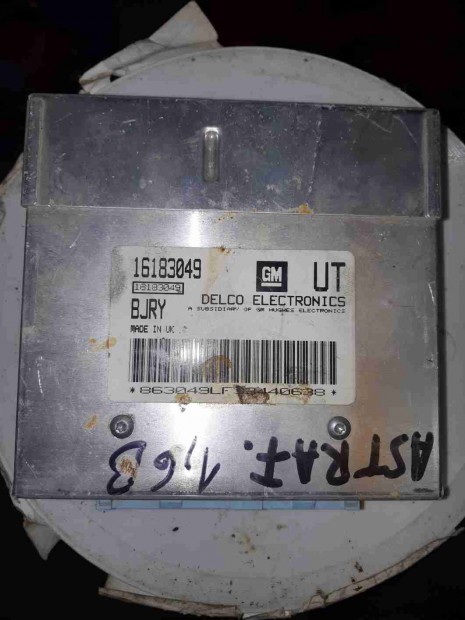 16183049
16183049
BJRY
MADE IN UK
GM
UT
DELCO ELECTRONICS
A SUBSIDIARY OF GM HUGHES ELECTRONICS
ASTRA F. 1,6B